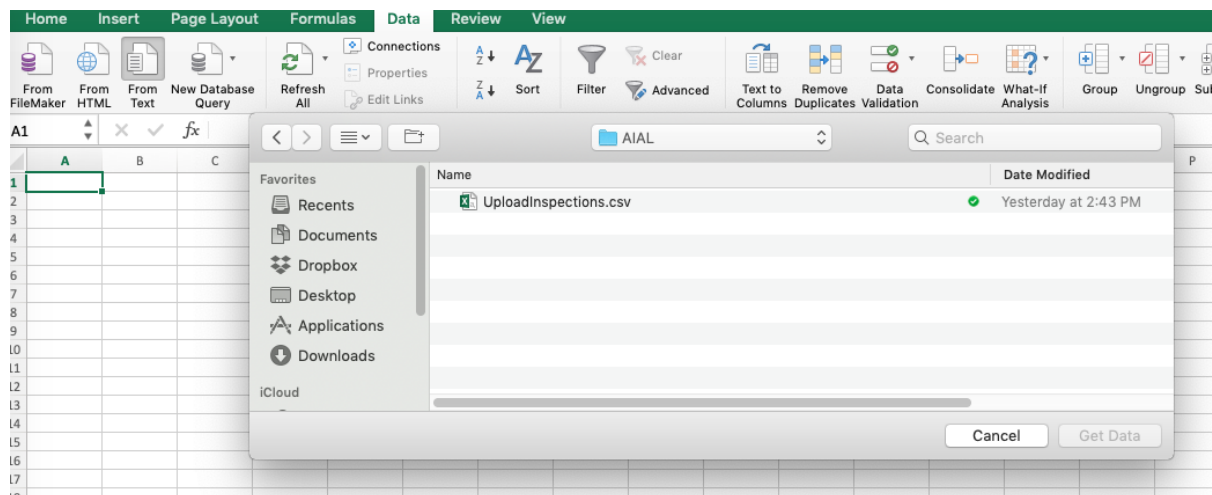 Home Insert Page Layout Formulas Data Review View
Connections
Properties
Edit Links
From FileMaker
From HTML
From Text
New Database Query
Refresh All
A Z
Z A
AZ Sort
Filter
Clear
Advanced
Text to Columns
Remove Duplicates
Data Validation
Consolidate
What-If Analysis
Group
Ungroup
A1
fx
AIAL
Search
A B C P
Favorites
Recents
Documents
Dropbox
Desktop
Applications
Downloads
iCloud
Name Date Modified
UploadInspections.csv Yesterday at 2:43 PM
Cancel Get Data
1
2
3
4
5
6
7
8
9
10
11
12
13
14
15
16
17